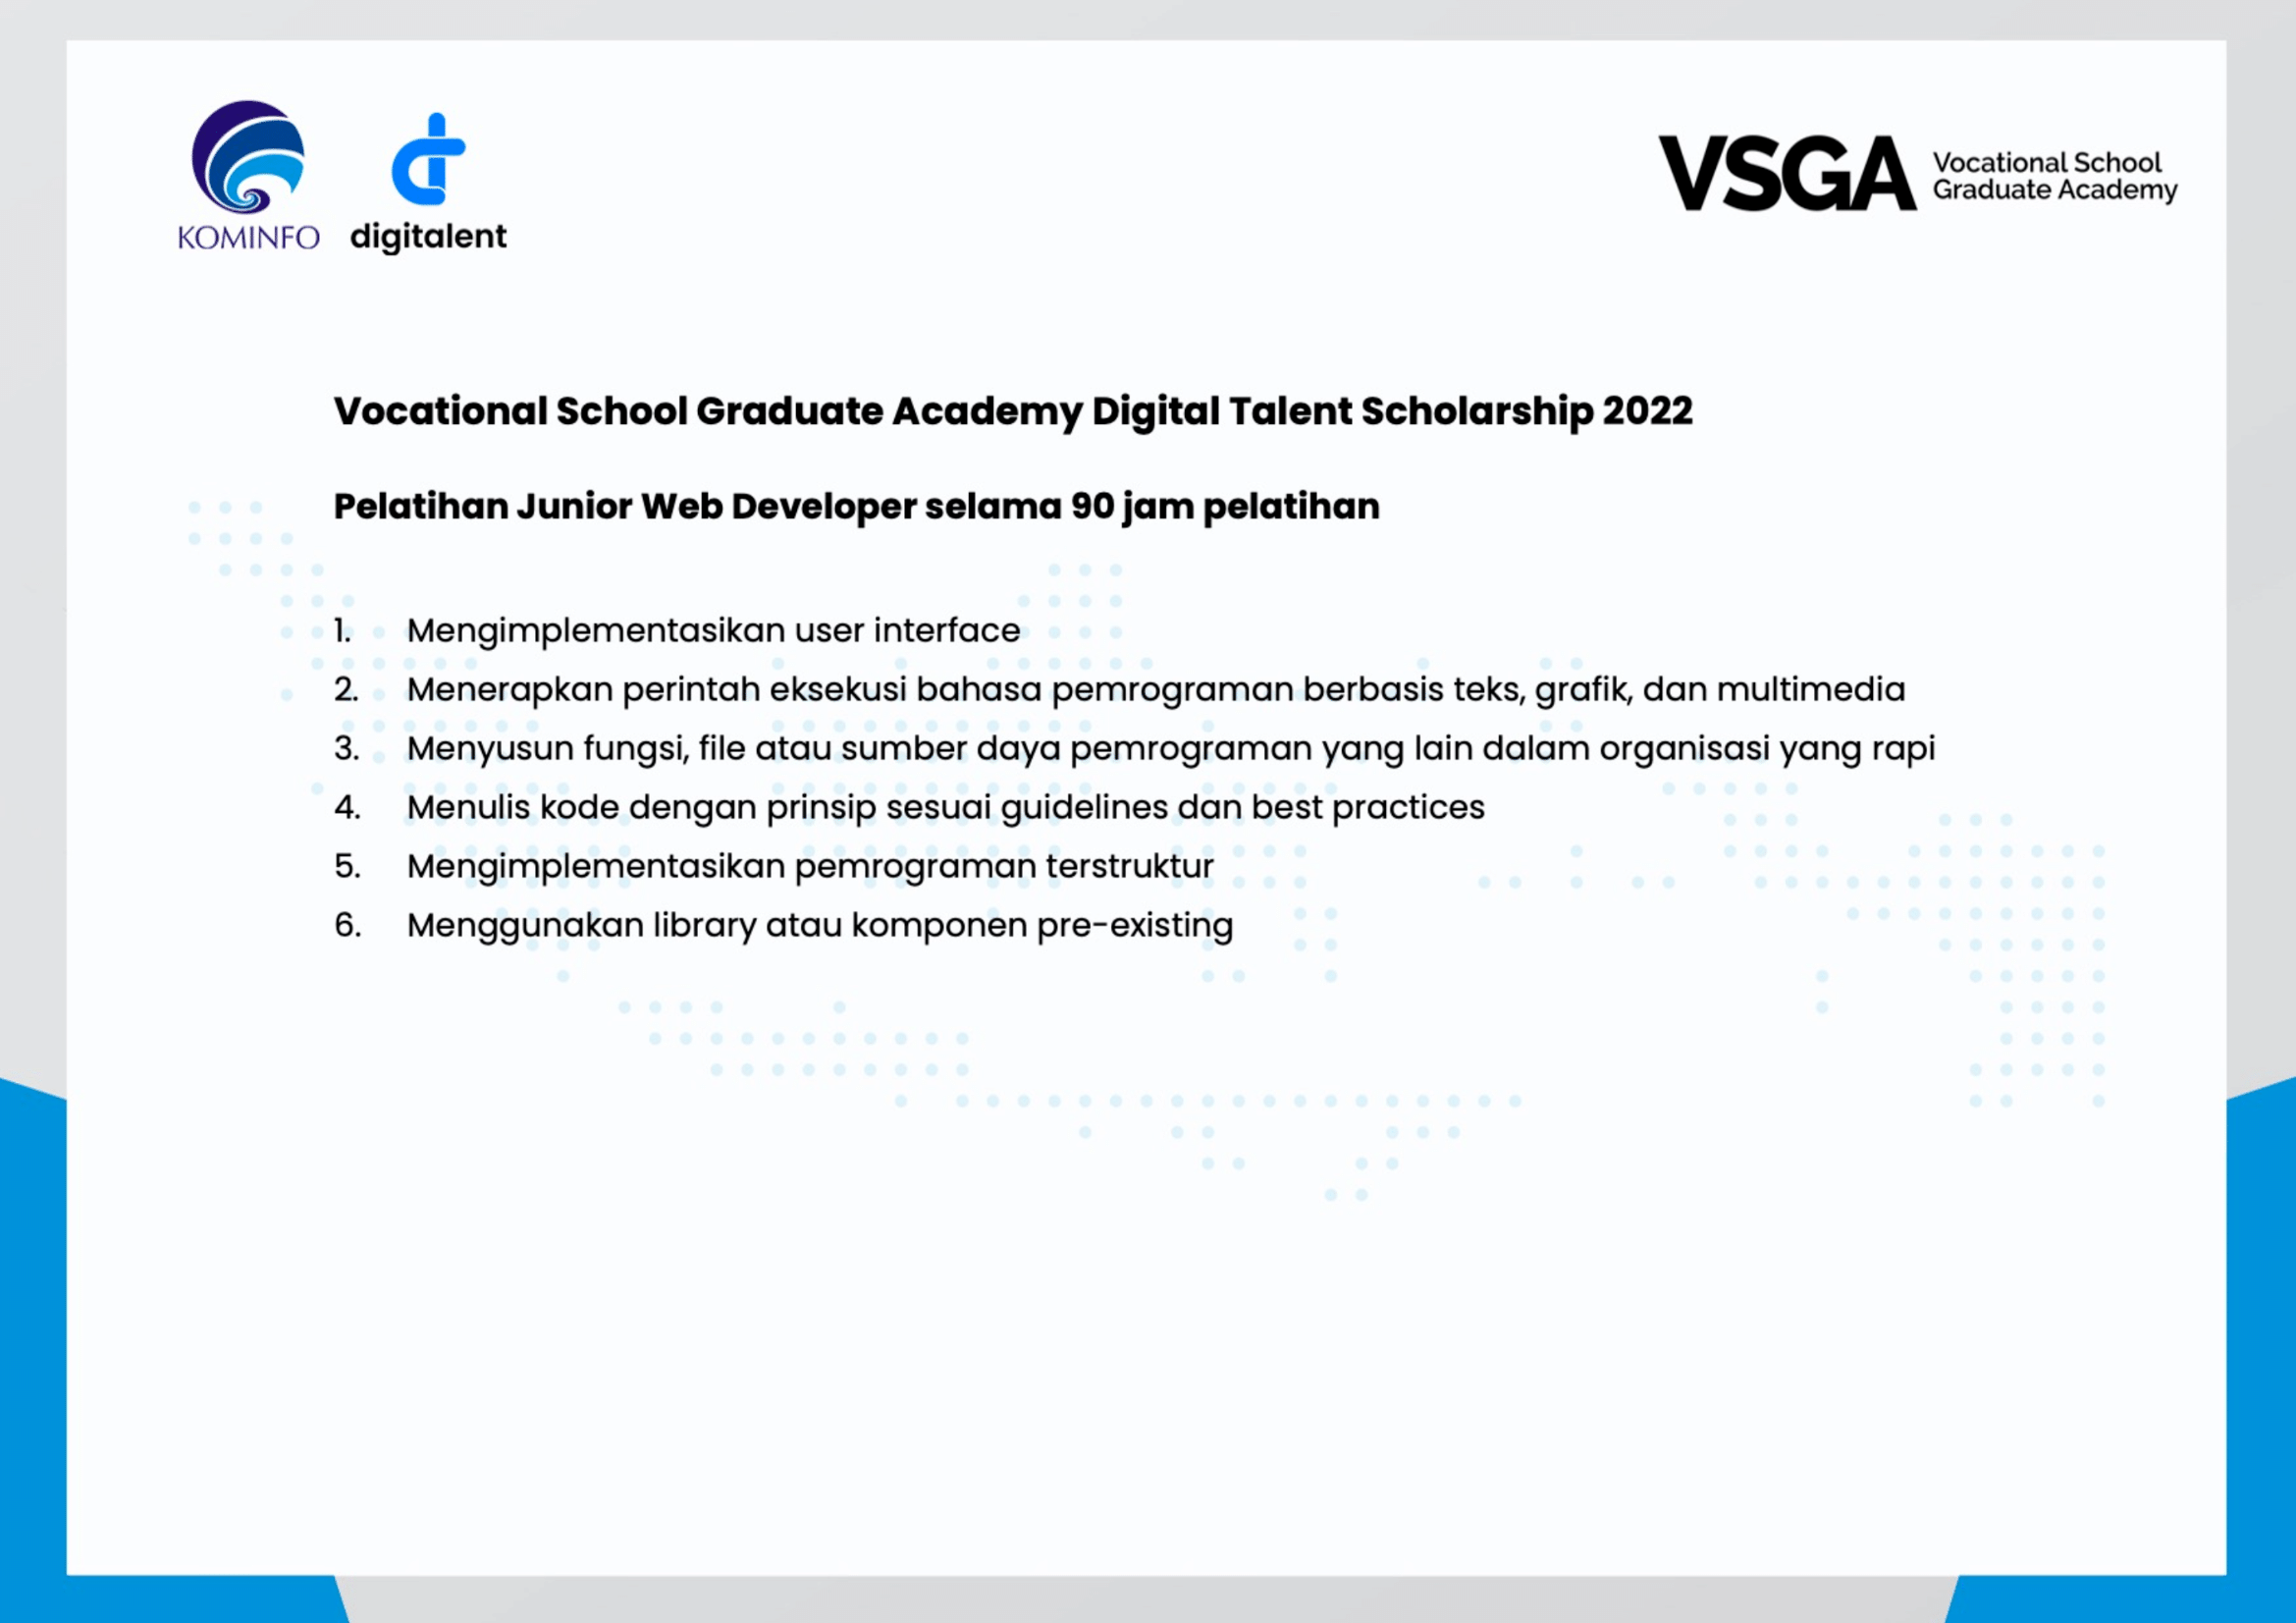 KOMINFO
digitalent
VSGA
Vocational School
Graduate Academy
Vocational School Graduate Academy Digital Talent Scholarship 2022
Pelatihan Junior Web Developer selama 90 jam pelatihan
1. Mengimplementasikan user interface
2. Menerapkan perintah eksekusi bahasa pemrograman berbasis teks, grafik, dan multimedia
3. Menyusun fungsi, file atau sumber daya pemrograman yang lain dalam organisasi yang rapi
4. Menulis kode dengan prinsip sesuai guidelines dan best practices
5. Mengimplementasikan pemrograman terstruktur
6. Menggunakan library atau komponen pre-existing